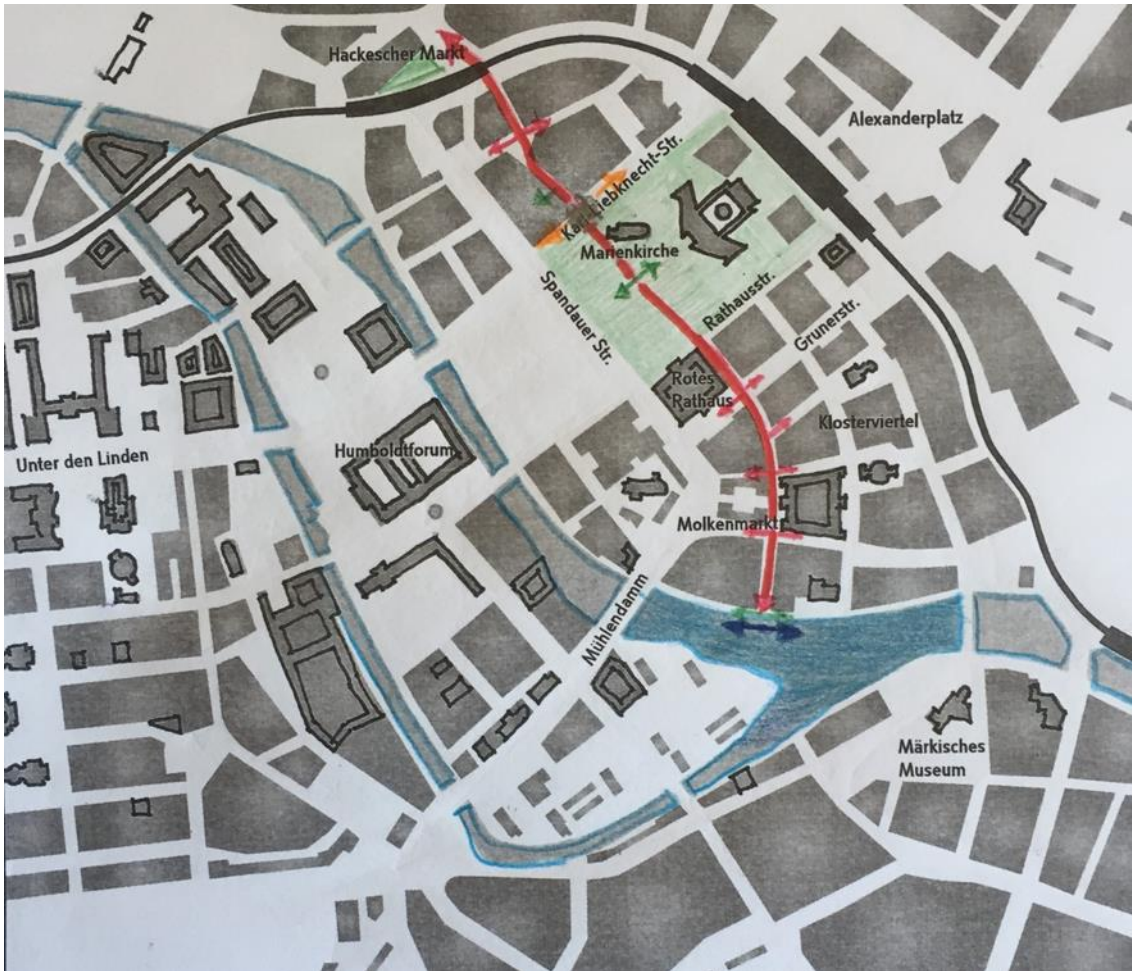 Hackescher Markt
Alexanderplatz
Karl-Liebknecht-Str.
Marienkirche
Spandauer Str.
Rathausstr.
Grunerstr.
Rotes
Rathaus
Klosterviertel
Unter den Linden
Humboldtforum
Molkenmarkt
Mühlendamm
Märkisches
Museum